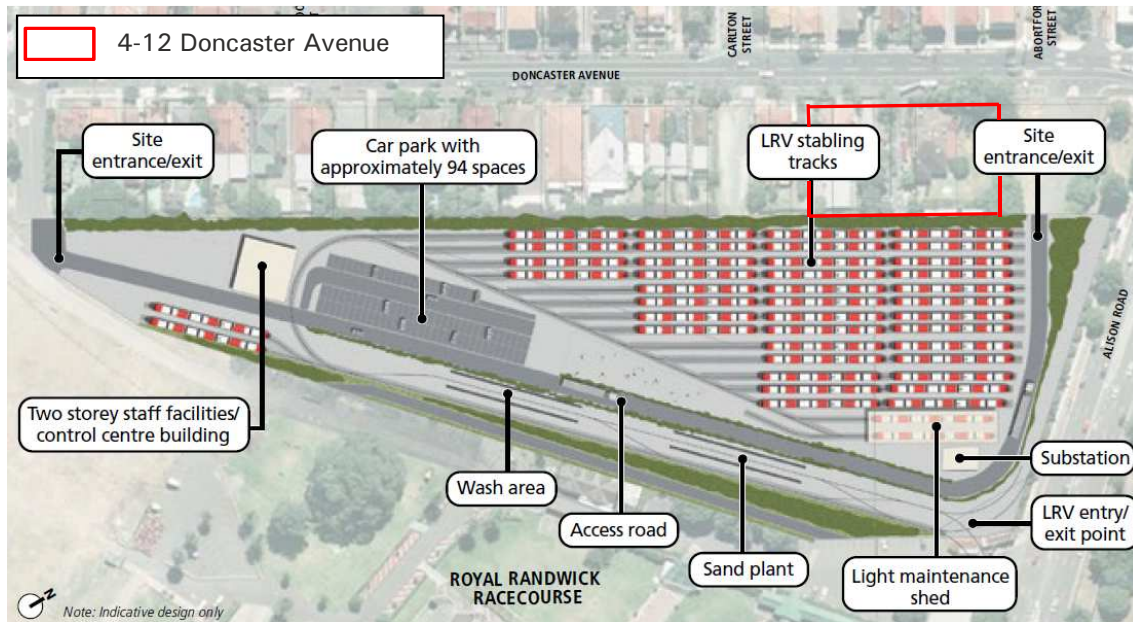 4-12 Doncaster Avenue
CARLTON
STREET
ABORTFORD
STREET
DONCASTER AVENUE
Site
entrance/exit
Car park with
approximately 94 spaces
LRV stabling
tracks
Site
entrance/exit
ALISON ROAD
Two storey staff facilities/
control centre building
Wash area
Access road
Sand plant
Light maintenance
shed
Substation
LRV entry/
exit point
ROYAL RANDWICK
RACECOURSE
N
Note: Indicative design only